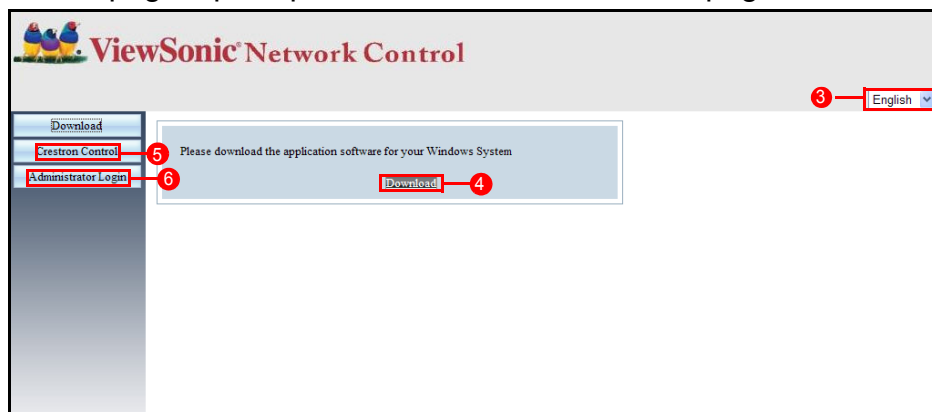 ViewSonic® Network Control
3 English
Download
Crestron Control 5
Administrator Login 6
Please download the application software for your Windows System
Download 4